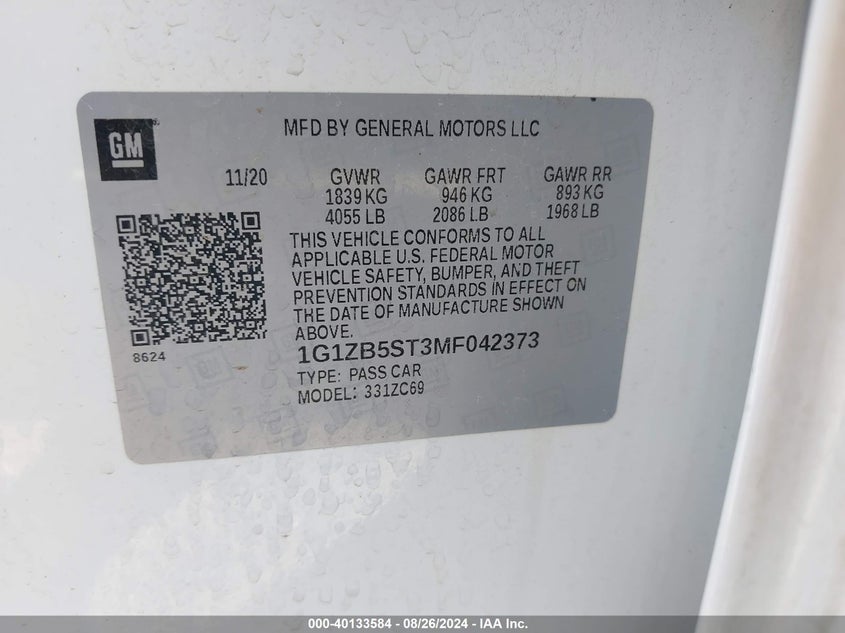 GM
MFD BY GENERAL MOTORS LLC
11/20 GVWR GAWR FRT GAWR RR
1839 KG 946 KG 893 KG
4055 LB 2086 LB 1968 LB
THIS VEHICLE CONFORMS TO ALL
APPLICABLE U.S. FEDERAL MOTOR
VEHICLE SAFETY, BUMPER, AND THEFT
PREVENTION STANDARDS IN EFFECT ON
THE DATE OF MANUFACTURE SHOWN
ABOVE.
8624
1G1ZB5ST3MF042373
TYPE: PASS CAR
MODEL: 331ZC69
000-40133584 - 08/26/2024 - IAA Inc.